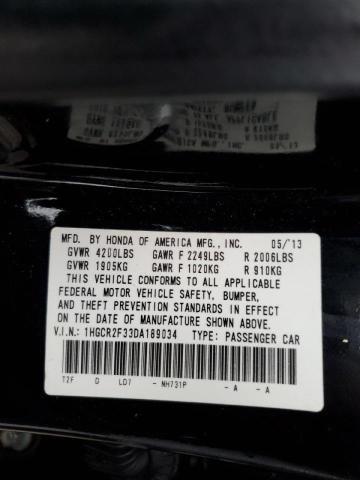 MFD. BY HONDA OF AMERICA MFG., INC. 05/'13
GVWR 4200LBS GAWR F 2249LBS R 2006LBS
GVWR 1905KG GAWR F 1020KG R 910KG
THIS VEHICLE CONFORMS TO ALL APPLICABLE
FEDERAL MOTOR VEHICLE SAFETY, BUMPER,
AND THEFT PREVENTION STANDARDS IN EFFECT
ON THE DATE OF MANUFACTURE SHOWN ABOVE.
V.I.N.: 1HGCR2F33DA189034 TYPE: PASSENGER CAR
T2F D LD7 - NH731P - A - A